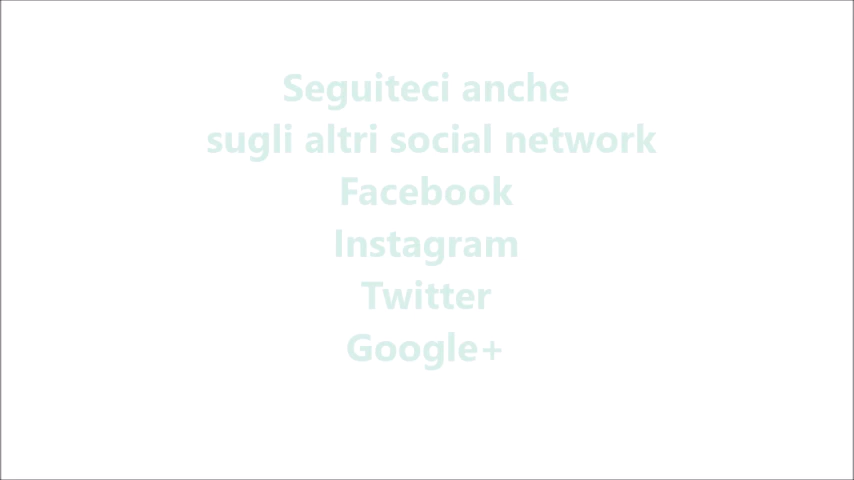 Seguiteci anche
sugli altri social network
Facebook
Instagram
Twitter
Google+